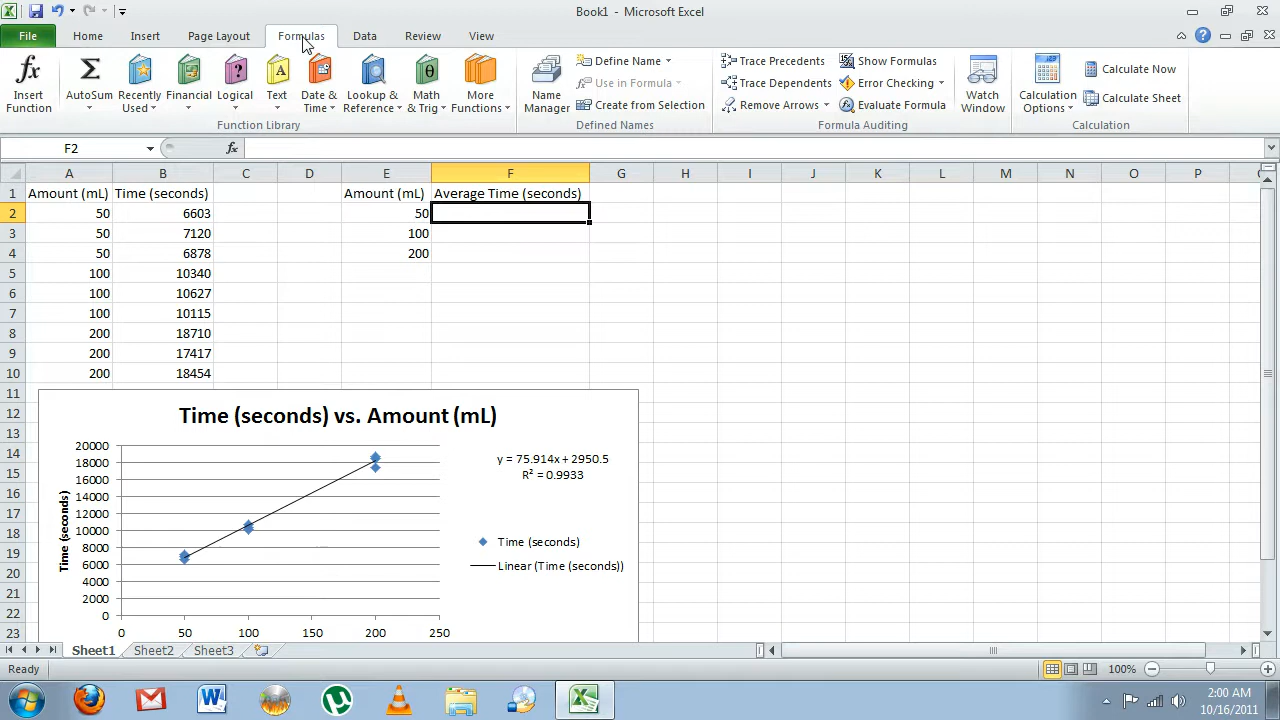 Book1 - Microsoft Excel
File Home Insert Page Layout Formulas Data Review View
fx Insert Function
Σ AutoSum
Recently Used
Financial
Logical
Text
Date & Time
Lookup & Reference
Math & Trig
More Functions
Function Library
Name Manager
Define Name
Use in Formula
Create from Selection
Defined Names
Trace Precedents
Trace Dependents
Remove Arrows
Show Formulas
Error Checking
Evaluate Formula
Formula Auditing
Watch Window
Calculation Options
Calculate Now
Calculate Sheet
Calculation
F2 fx
A B C D E F G H I J K L M N O P
1 Amount (mL) Time (seconds) Amount (mL) Average Time (seconds)
2 50 6603 50
3 50 7120 100
4 50 6878 200
5 100 10340
6 100 10627
7 100 10115
8 200 18710
9 200 17417
10 200 18454
11
12
13
14
15
16
17
18
19
20
21
22
23
Time (seconds) vs. Amount (mL)
20000
18000
16000
14000
12000
10000
8000
6000
4000
2000
0
Time (seconds)
0 50 100 150 200 250
y = 75.914x + 2950.5
R² = 0.9933
Time (seconds)
Linear (Time (seconds))
Sheet1 Sheet2 Sheet3
Ready 100%
2:00 AM
10/16/2011